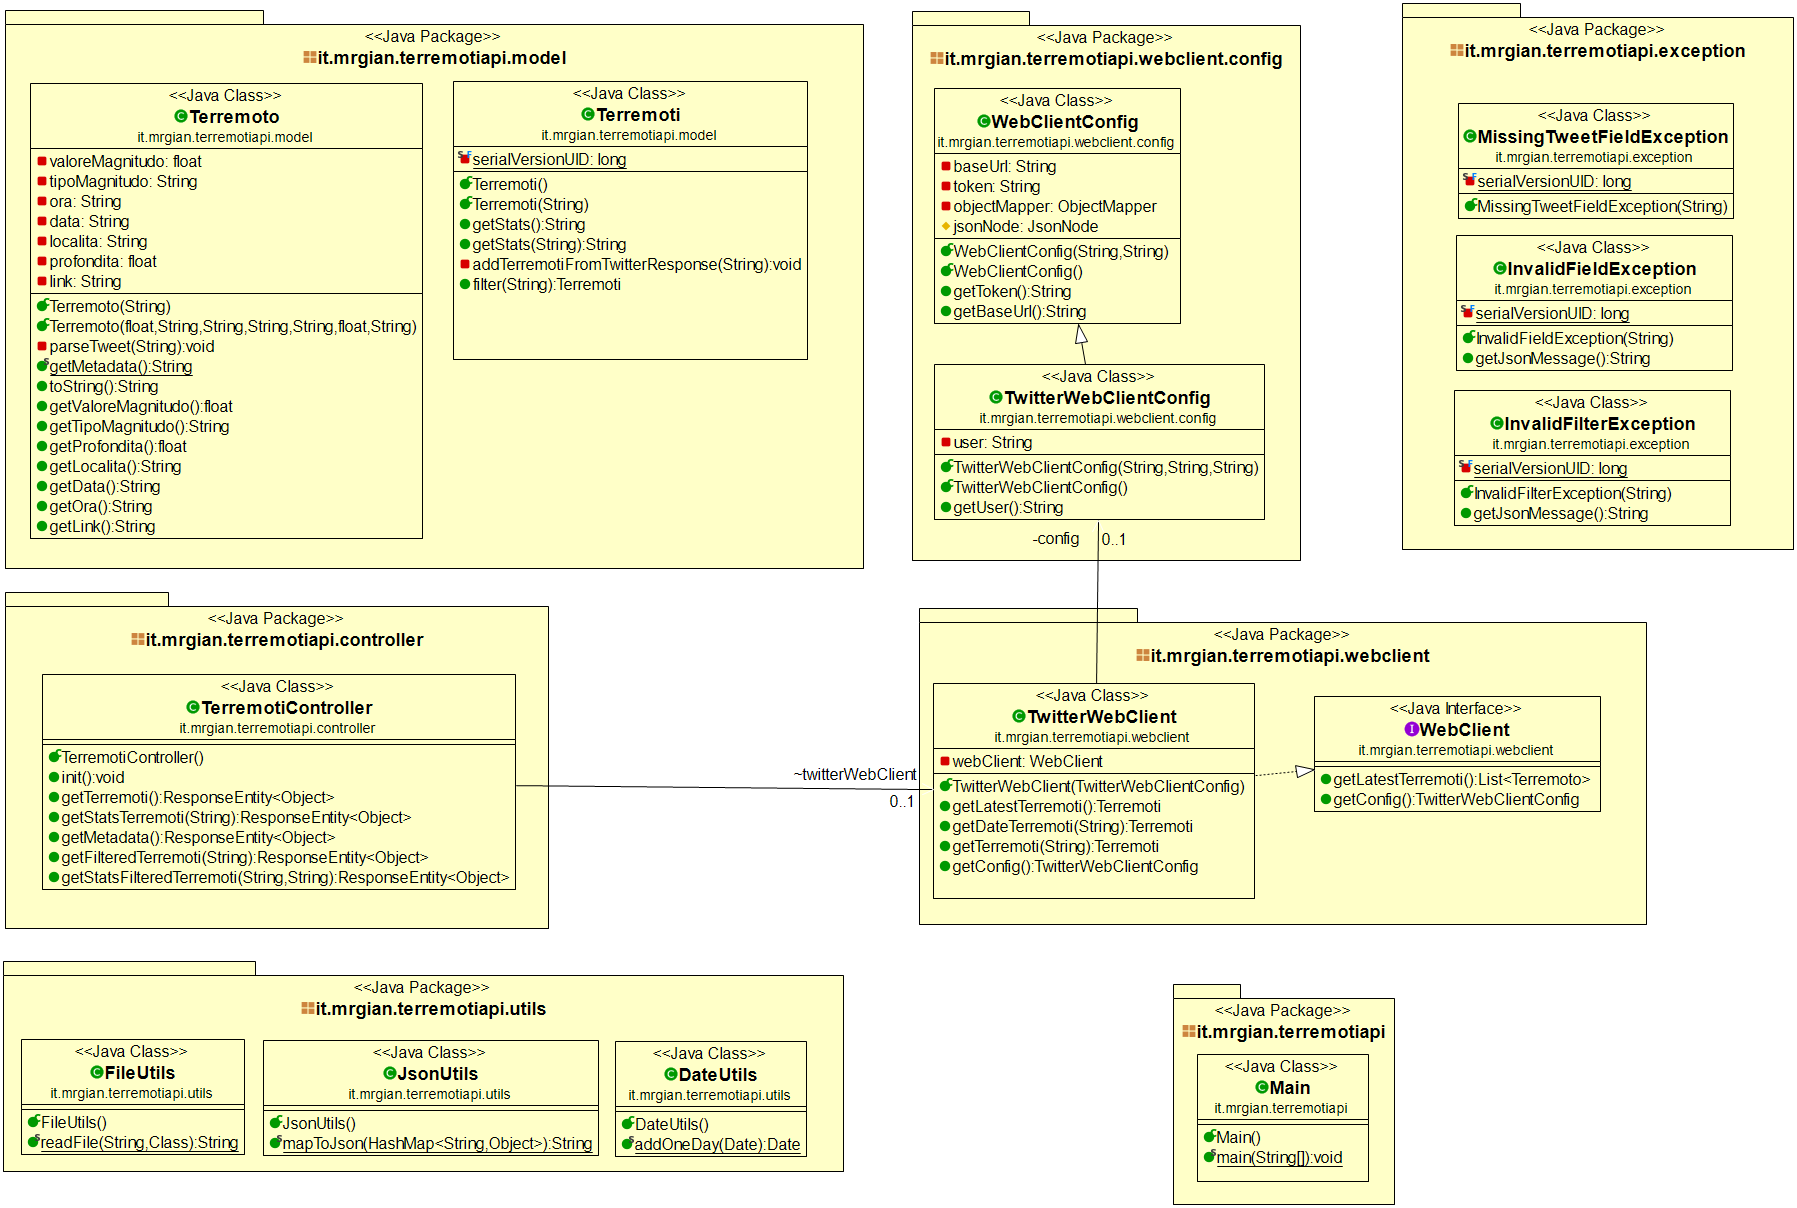 <<Java Package>>
it.mrgian.terremotiapi.model
<<Java Class>>
Terremoto
it.mrgian.terremotiapi.model
valoreMagnitudo: float
tipoMagnitudo: String
ora: String
data: String
localita: String
profondita: float
link: String
Terremoto(String)
Terremoto(float,String,String,String,String,float,String)
parseTweet(String):void
getMetadata():String
toString():String
getValoreMagnitudo():float
getTipoMagnitudo():String
getProfondita():float
getLocalita():String
getData():String
getOra():String
getLink():String
<<Java Class>>
Terremoti
it.mrgian.terremotiapi.model
serialVersionUID: long
Terremoti()
Terremoti(String)
getStats():String
getStats(String):String
addTerremotiFromTwitterResponse(String):void
filter(String):Terremoti
<<Java Package>>
it.mrgian.terremotiapi.webclient.config
<<Java Class>>
WebClientConfig
it.mrgian.terremotiapi.webclient.config
baseUrl: String
token: String
objectMapper: ObjectMapper
jsonNode: JsonNode
WebClientConfig(String,String)
WebClientConfig()
getToken():String
getBaseUrl():String
<<Java Class>>
TwitterWebClientConfig
it.mrgian.terremotiapi.webclient.config
user: String
TwitterWebClientConfig(String,String,String)
TwitterWebClientConfig()
getUser():String
-config 0..1
<<Java Package>>
it.mrgian.terremotiapi.exception
<<Java Class>>
MissingTweetFieldException
it.mrgian.terremotiapi.exception
serialVersionUID: long
MissingTweetFieldException(String)
<<Java Class>>
InvalidFieldException
it.mrgian.terremotiapi.exception
serialVersionUID: long
InvalidFieldException(String)
getJsonMessage():String
<<Java Class>>
InvalidFilterException
it.mrgian.terremotiapi.exception
serialVersionUID: long
InvalidFilterException(String)
getJsonMessage():String
<<Java Package>>
it.mrgian.terremotiapi.controller
<<Java Class>>
TerremotiController
it.mrgian.terremotiapi.controller
TerremotiController()
init():void
getTerremoti():ResponseEntity<Object>
getStatsTerremoti(String):ResponseEntity<Object>
getMetadata():ResponseEntity<Object>
getFilteredTerremoti(String):ResponseEntity<Object>
getStatsFilteredTerremoti(String,String):ResponseEntity<Object>
~twitterWebClient
0..1
<<Java Package>>
it.mrgian.terremotiapi.webclient
<<Java Class>>
TwitterWebClient
it.mrgian.terremotiapi.webclient
webClient: WebClient
TwitterWebClient(TwitterWebClientConfig)
getLatestTerremoti():Terremoti
getDateTerremoti(String):Terremoti
getTerremoti(String):Terremoti
getConfig():TwitterWebClientConfig
<<Java Interface>>
WebClient
it.mrgian.terremotiapi.webclient
getLatestTerremoti():List<Terremoto>
getConfig():TwitterWebClientConfig
<<Java Package>>
it.mrgian.terremotiapi.utils
<<Java Class>>
FileUtils
it.mrgian.terremotiapi.utils
FileUtils()
readFile(String,Class):String
<<Java Class>>
JsonUtils
it.mrgian.terremotiapi.utils
JsonUtils()
mapToJson(HashMap<String,Object>):String
<<Java Class>>
DateUtils
it.mrgian.terremotiapi.utils
DateUtils()
addOneDay(Date):Date
<<Java Package>>
it.mrgian.terremotiapi
<<Java Class>>
Main
it.mrgian.terremotiapi
Main()
main(String[]):void